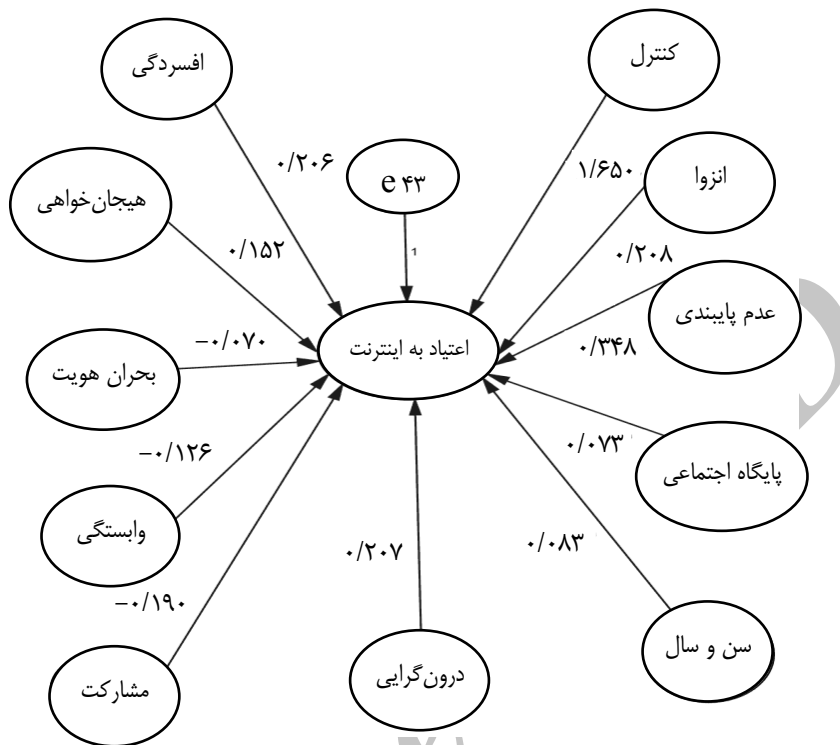 افسردگی
کنترل
۰/۲۰۶
e ۴۳
۱/۶۵۰
انزوا
هیجان‌خواهی
۰/۱۵۲
۱
۰/۲۰۸
عدم پایبندی
اعتیاد به اینترنت
−۰/۰۷۰
بحران هویت
۰/۳۴۸
۰/۰۷۳
پایگاه اجتماعی
−۰/۱۲۶
وابستگی
۰/۲۰۷
۰/۰۸۳
−۰/۱۹۰
مشارکت
درون‌گرایی
سن و سال